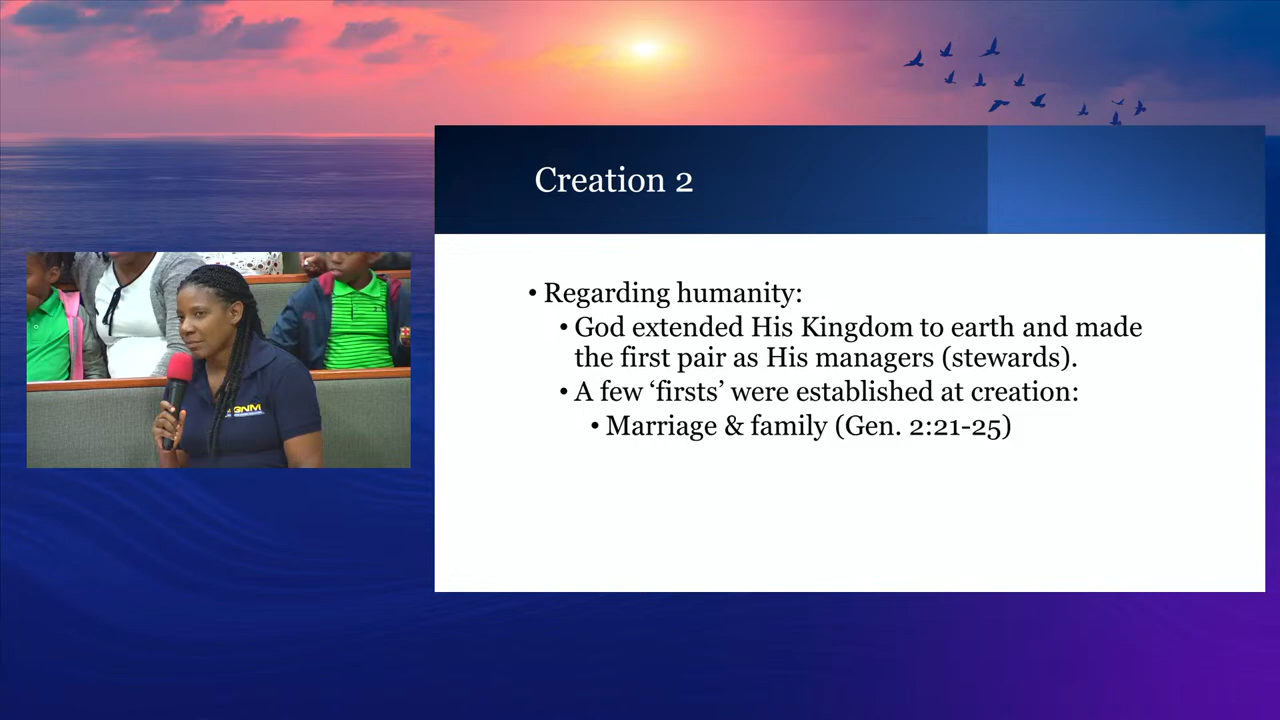 Creation 2
• Regarding humanity:
• God extended His Kingdom to earth and made
the first pair as His managers (stewards).
• A few ‘firsts’ were established at creation:
• Marriage & family (Gen. 2:21-25)
GNM